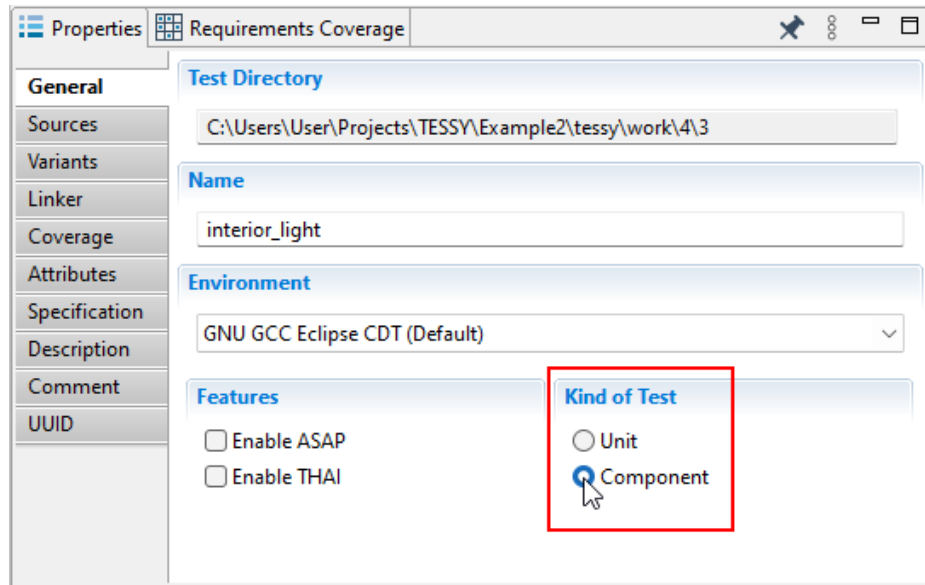 Properties Requirements Coverage
General
Sources
Variants
Linker
Coverage
Attributes
Specification
Description
Comment
UUID
Test Directory
C:\Users\User\Projects\TESSY\Example2\tessy\work\4\3
Name
interior_light
Environment
GNU GCC Eclipse CDT (Default)
Features
Enable ASAP
Enable THAI
Kind of Test
Unit
Component